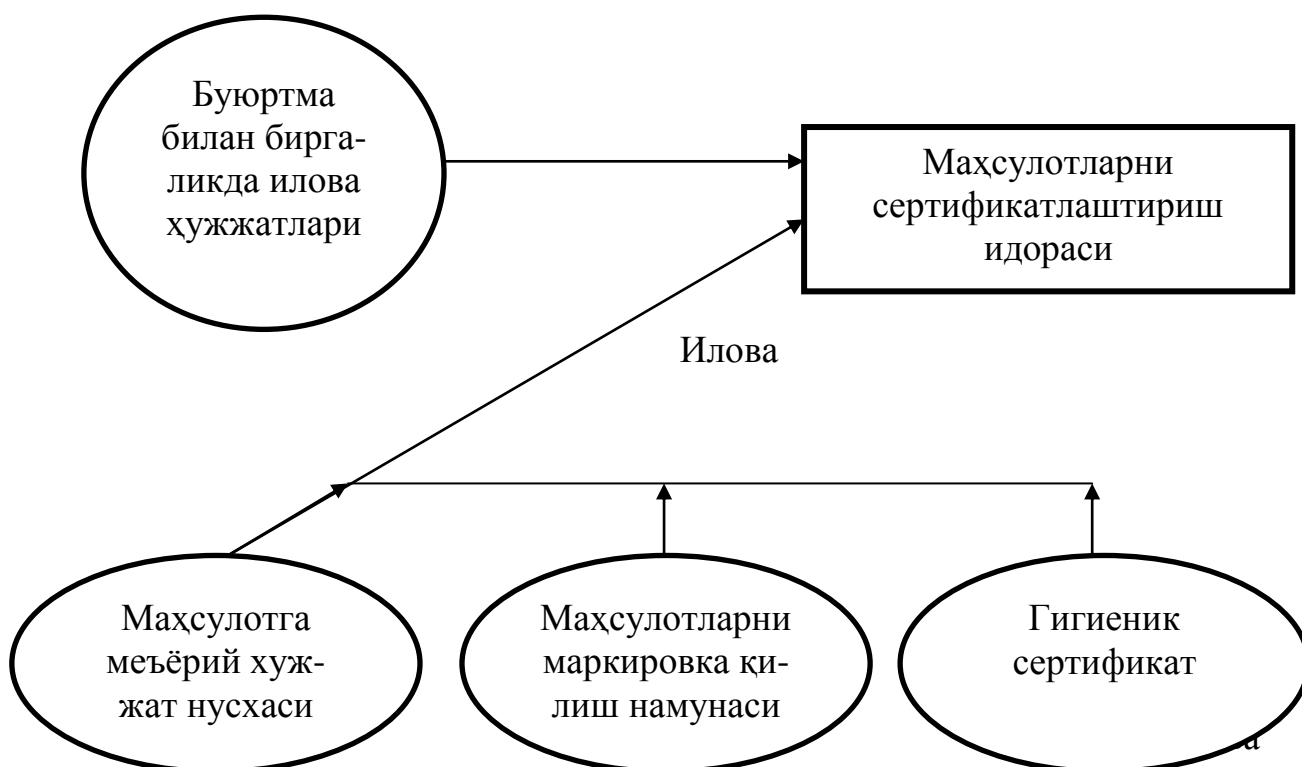 Буюртма
билан бирга-
ликда илова
ҳужжатлари
Маҳсулотларни
сертификатлаштириш
идораси
Илова
Маҳсулотга
меъёрий хуж-
жат нусхаси
Маҳсулотларни
маркировка қи-
лиш намунаси
Гигиеник
сертификат